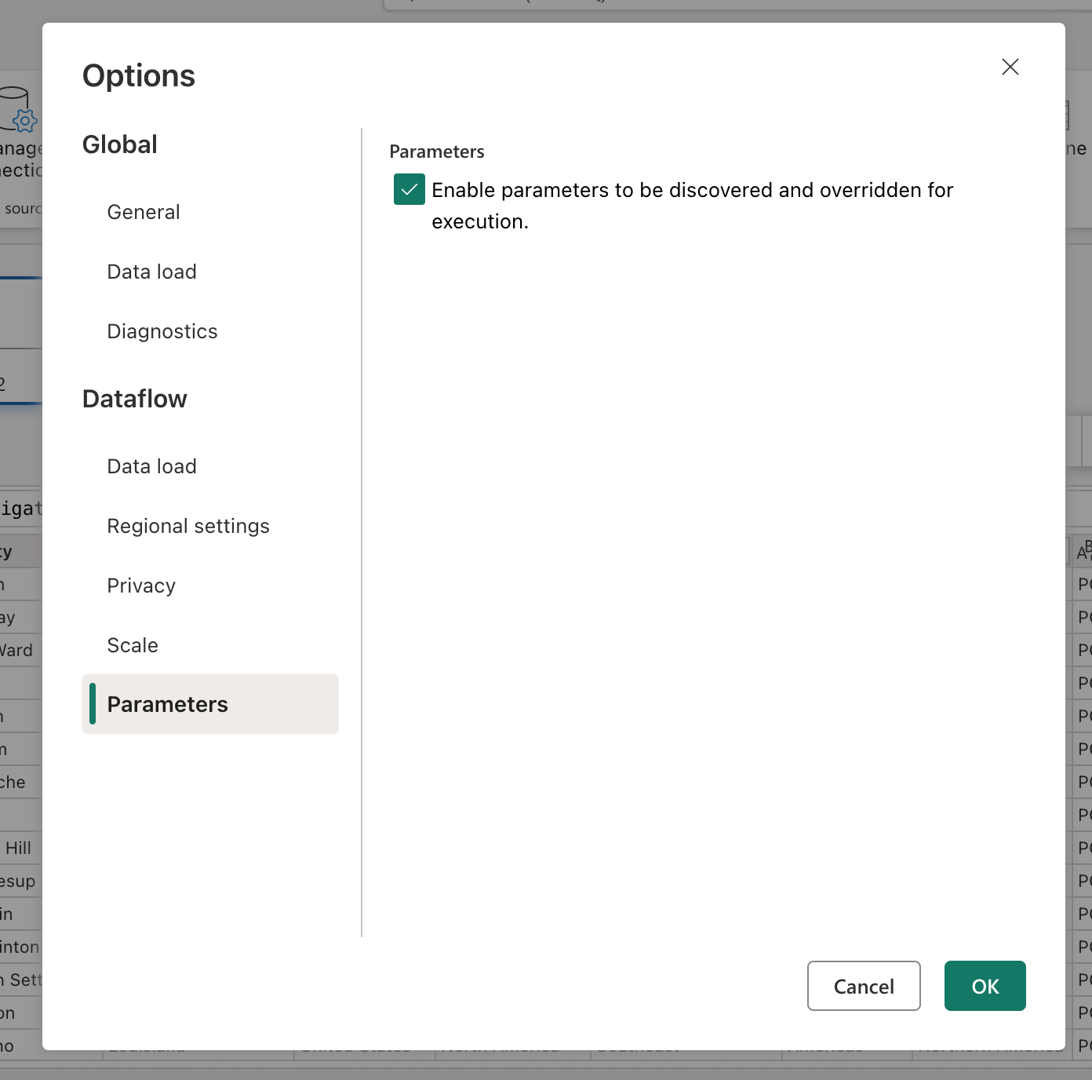 Options
Global
General
Data load
Diagnostics
Dataflow
Data load
Regional settings
Privacy
Scale
Parameters
Parameters
Enable parameters to be discovered and overridden for
execution.
Cancel
OK
Hill